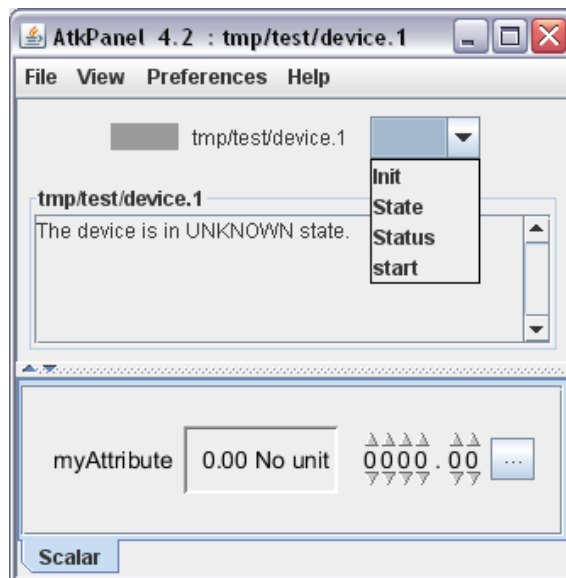 AtkPanel 4.2 : tmp/test/device.1
File View Preferences Help
tmp/test/device.1
Init
State
Status
start
tmp/test/device.1
The device is in UNKNOWN state.
myAttribute 0.00 No unit 0000.00 ...
Scalar